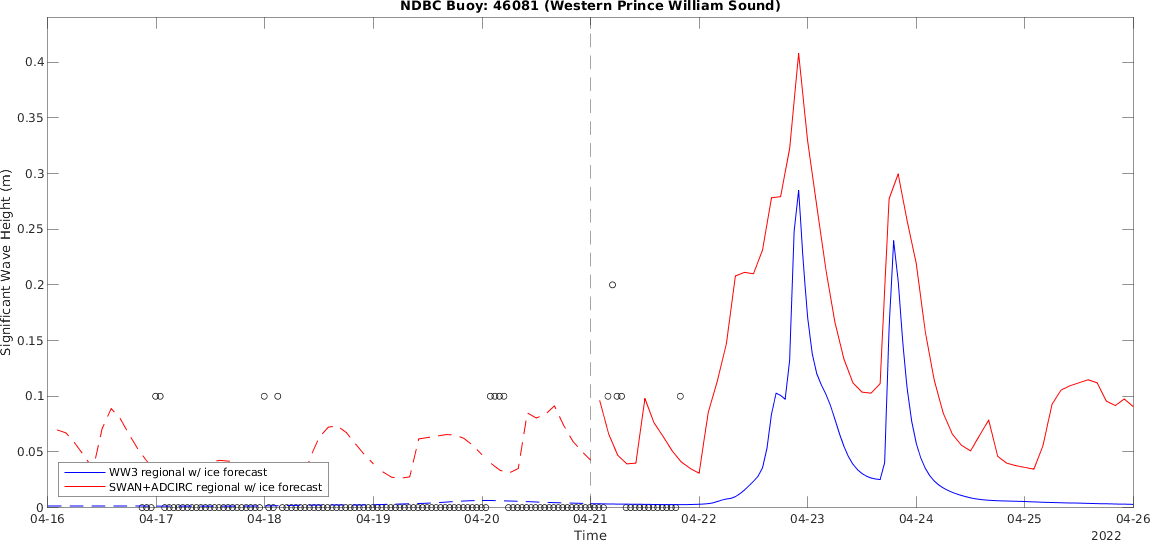 NDBC Buoy: 46081 (Western Prince William Sound)
Significant Wave Height (m)
0.4
0.35
0.3
0.25
0.2
0.15
0.1
0.05
0
WW3 regional w/ ice forecast
SWAN+ADCIRC regional w/ ice forecast
04-16 04-17 04-18 04-19 04-20 04-21 04-22 04-23 04-24 04-25 04-26
Time
2022